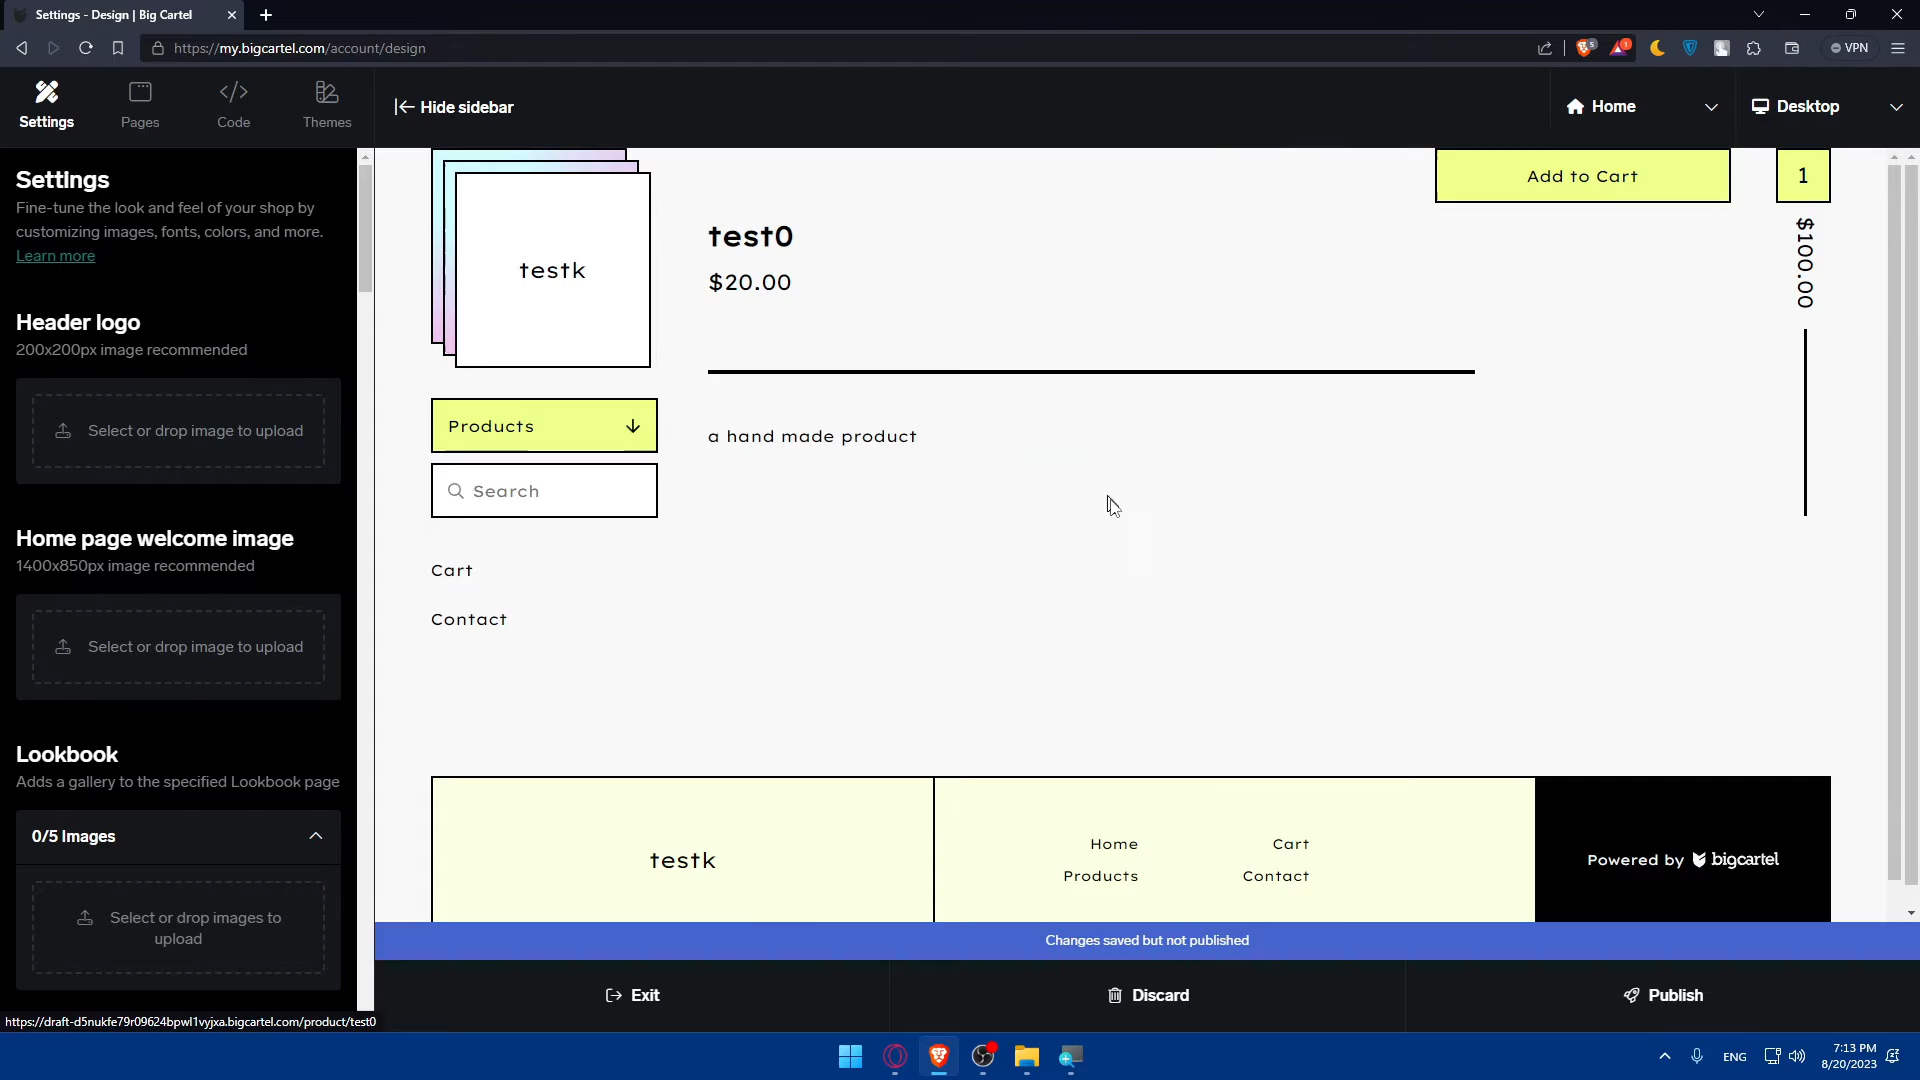 Settings - Design | Big Cartel
https://my.bigcartel.com/account/design
5
1
VPN
Settings
Pages
Code
Themes
Hide sidebar
Home
Desktop
Settings
Fine-tune the look and feel of your shop by
customizing images, fonts, colors, and more.
Learn more
Header logo
200x200px image recommended
Select or drop image to upload
Home page welcome image
1400x850px image recommended
Select or drop image to upload
Lookbook
Adds a gallery to the specified Lookbook page
0/5 Images
Select or drop images to
upload
testk
Products
Search
Cart
Contact
test0
$20.00
a hand made product
Add to Cart
1
$100.00
testk
Home
Cart
Products
Contact
Powered by bigcartel
Changes saved but not published
Exit
Discard
Publish
https://draft-d5nukfe79r09624bpwl1vyjxa.bigcartel.com/product/test0
ENG
7:13 PM
8/20/2023